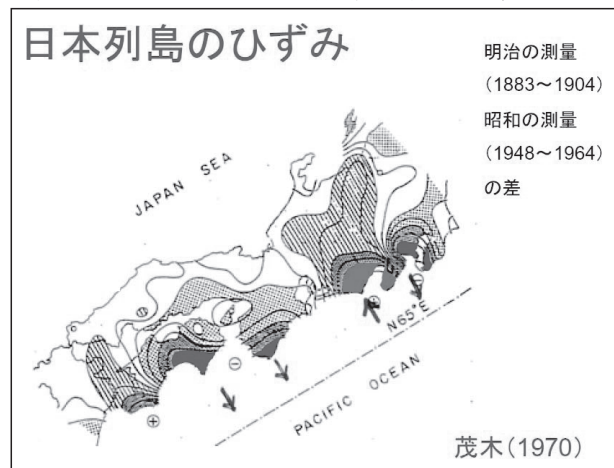 日本列島のひずみ
明治の測量
（1883～1904）
昭和の測量
（1948～1964）
の差
JAPAN SEA
N65°E
PACIFIC OCEAN
茂木（1970）